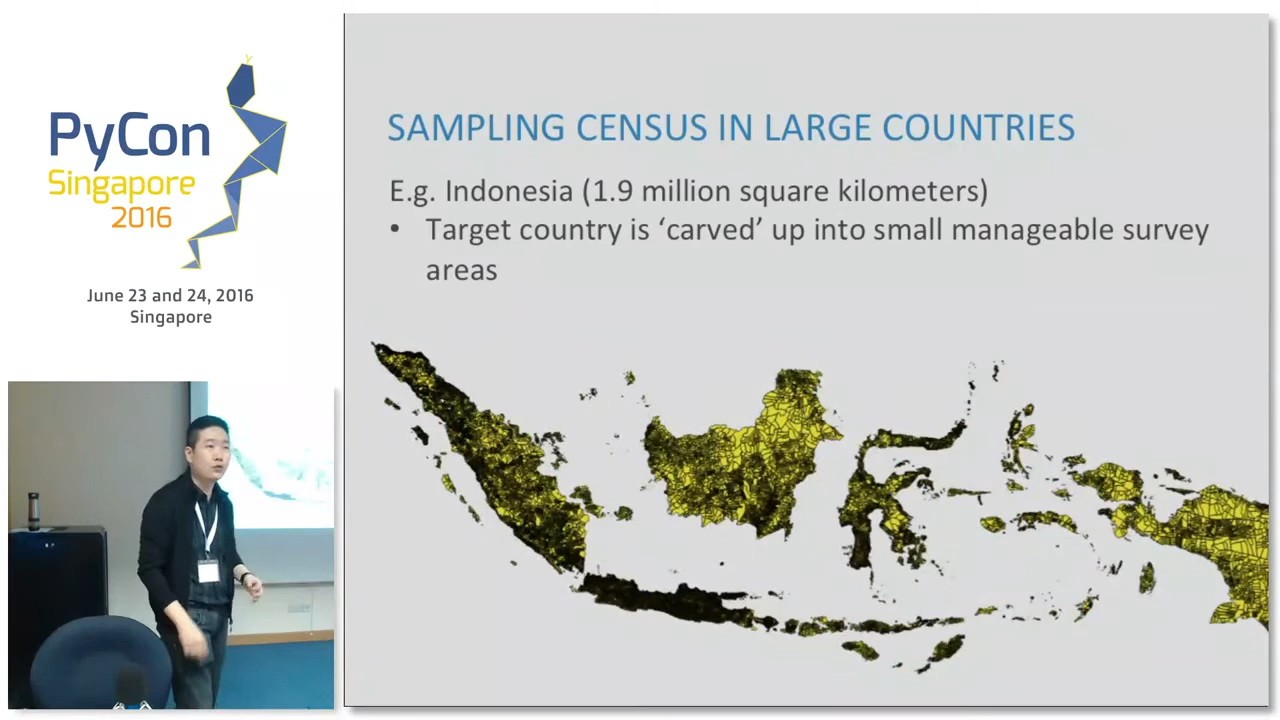 PyCon
Singapore
2016
June 23 and 24, 2016
Singapore
SAMPLING CENSUS IN LARGE COUNTRIES
E.g. Indonesia (1.9 million square kilometers)
• Target country is ‘carved’ up into small manageable survey
areas